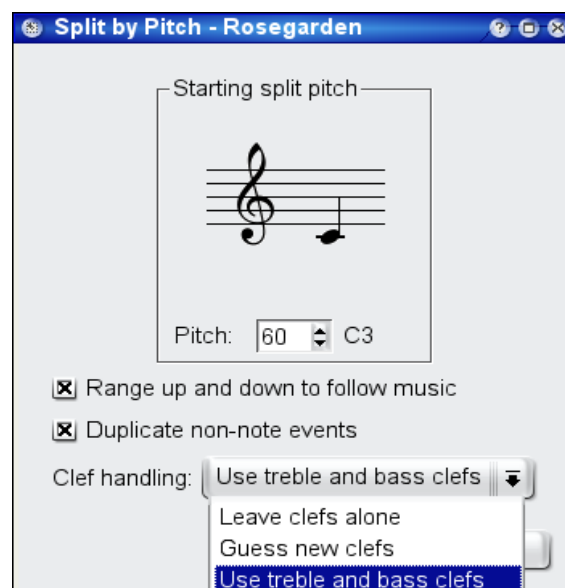 Split by Pitch - Rosegarden
Starting split pitch
Pitch: 60 C3
Range up and down to follow music
Duplicate non-note events
Clef handling: Use treble and bass clefs
Leave clefs alone
Guess new clefs
Use treble and bass clefs